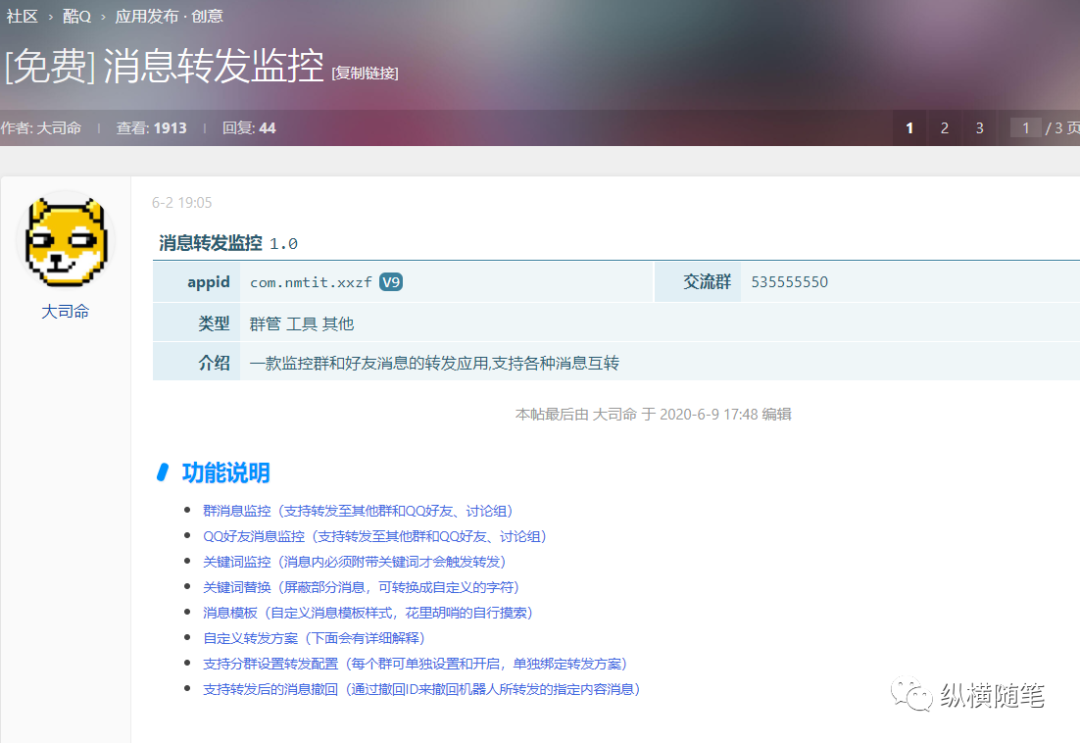 社区 › 酷Q › 应用发布 · 创意
[免费] 消息转发监控 [复制链接]
作者: 大司命 | 查看: 1913 | 回复: 44 1 2 3 1 / 3 页
6-2 19:05
消息转发监控 1.0
appid com.nmtit.xxzf V9 交流群 535555550
大司命
类型 群管 工具 其他
介绍 一款监控群和好友消息的转发应用,支持各种消息互转
本帖最后由 大司命 于 2020-6-9 17:48 编辑
功能说明
群消息监控（支持转发至其他群和QQ好友、讨论组）
QQ好友消息监控（支持转发至其他群和QQ好友、讨论组）
关键词监控（消息内必须附带关键词才会触发转发）
关键词替换（屏蔽部分消息，可转换成自定义的字符）
消息模板（自定义消息模板样式，花里胡哨的自行摸索）
自定义转发方案（下面会有详细解释）
支持分群设置转发配置（每个群可单独设置和开启，单独绑定转发方案）
支持转发后的消息撤回（通过撤回ID来撤回机器人所转发的指定内容消息）
纵横随笔